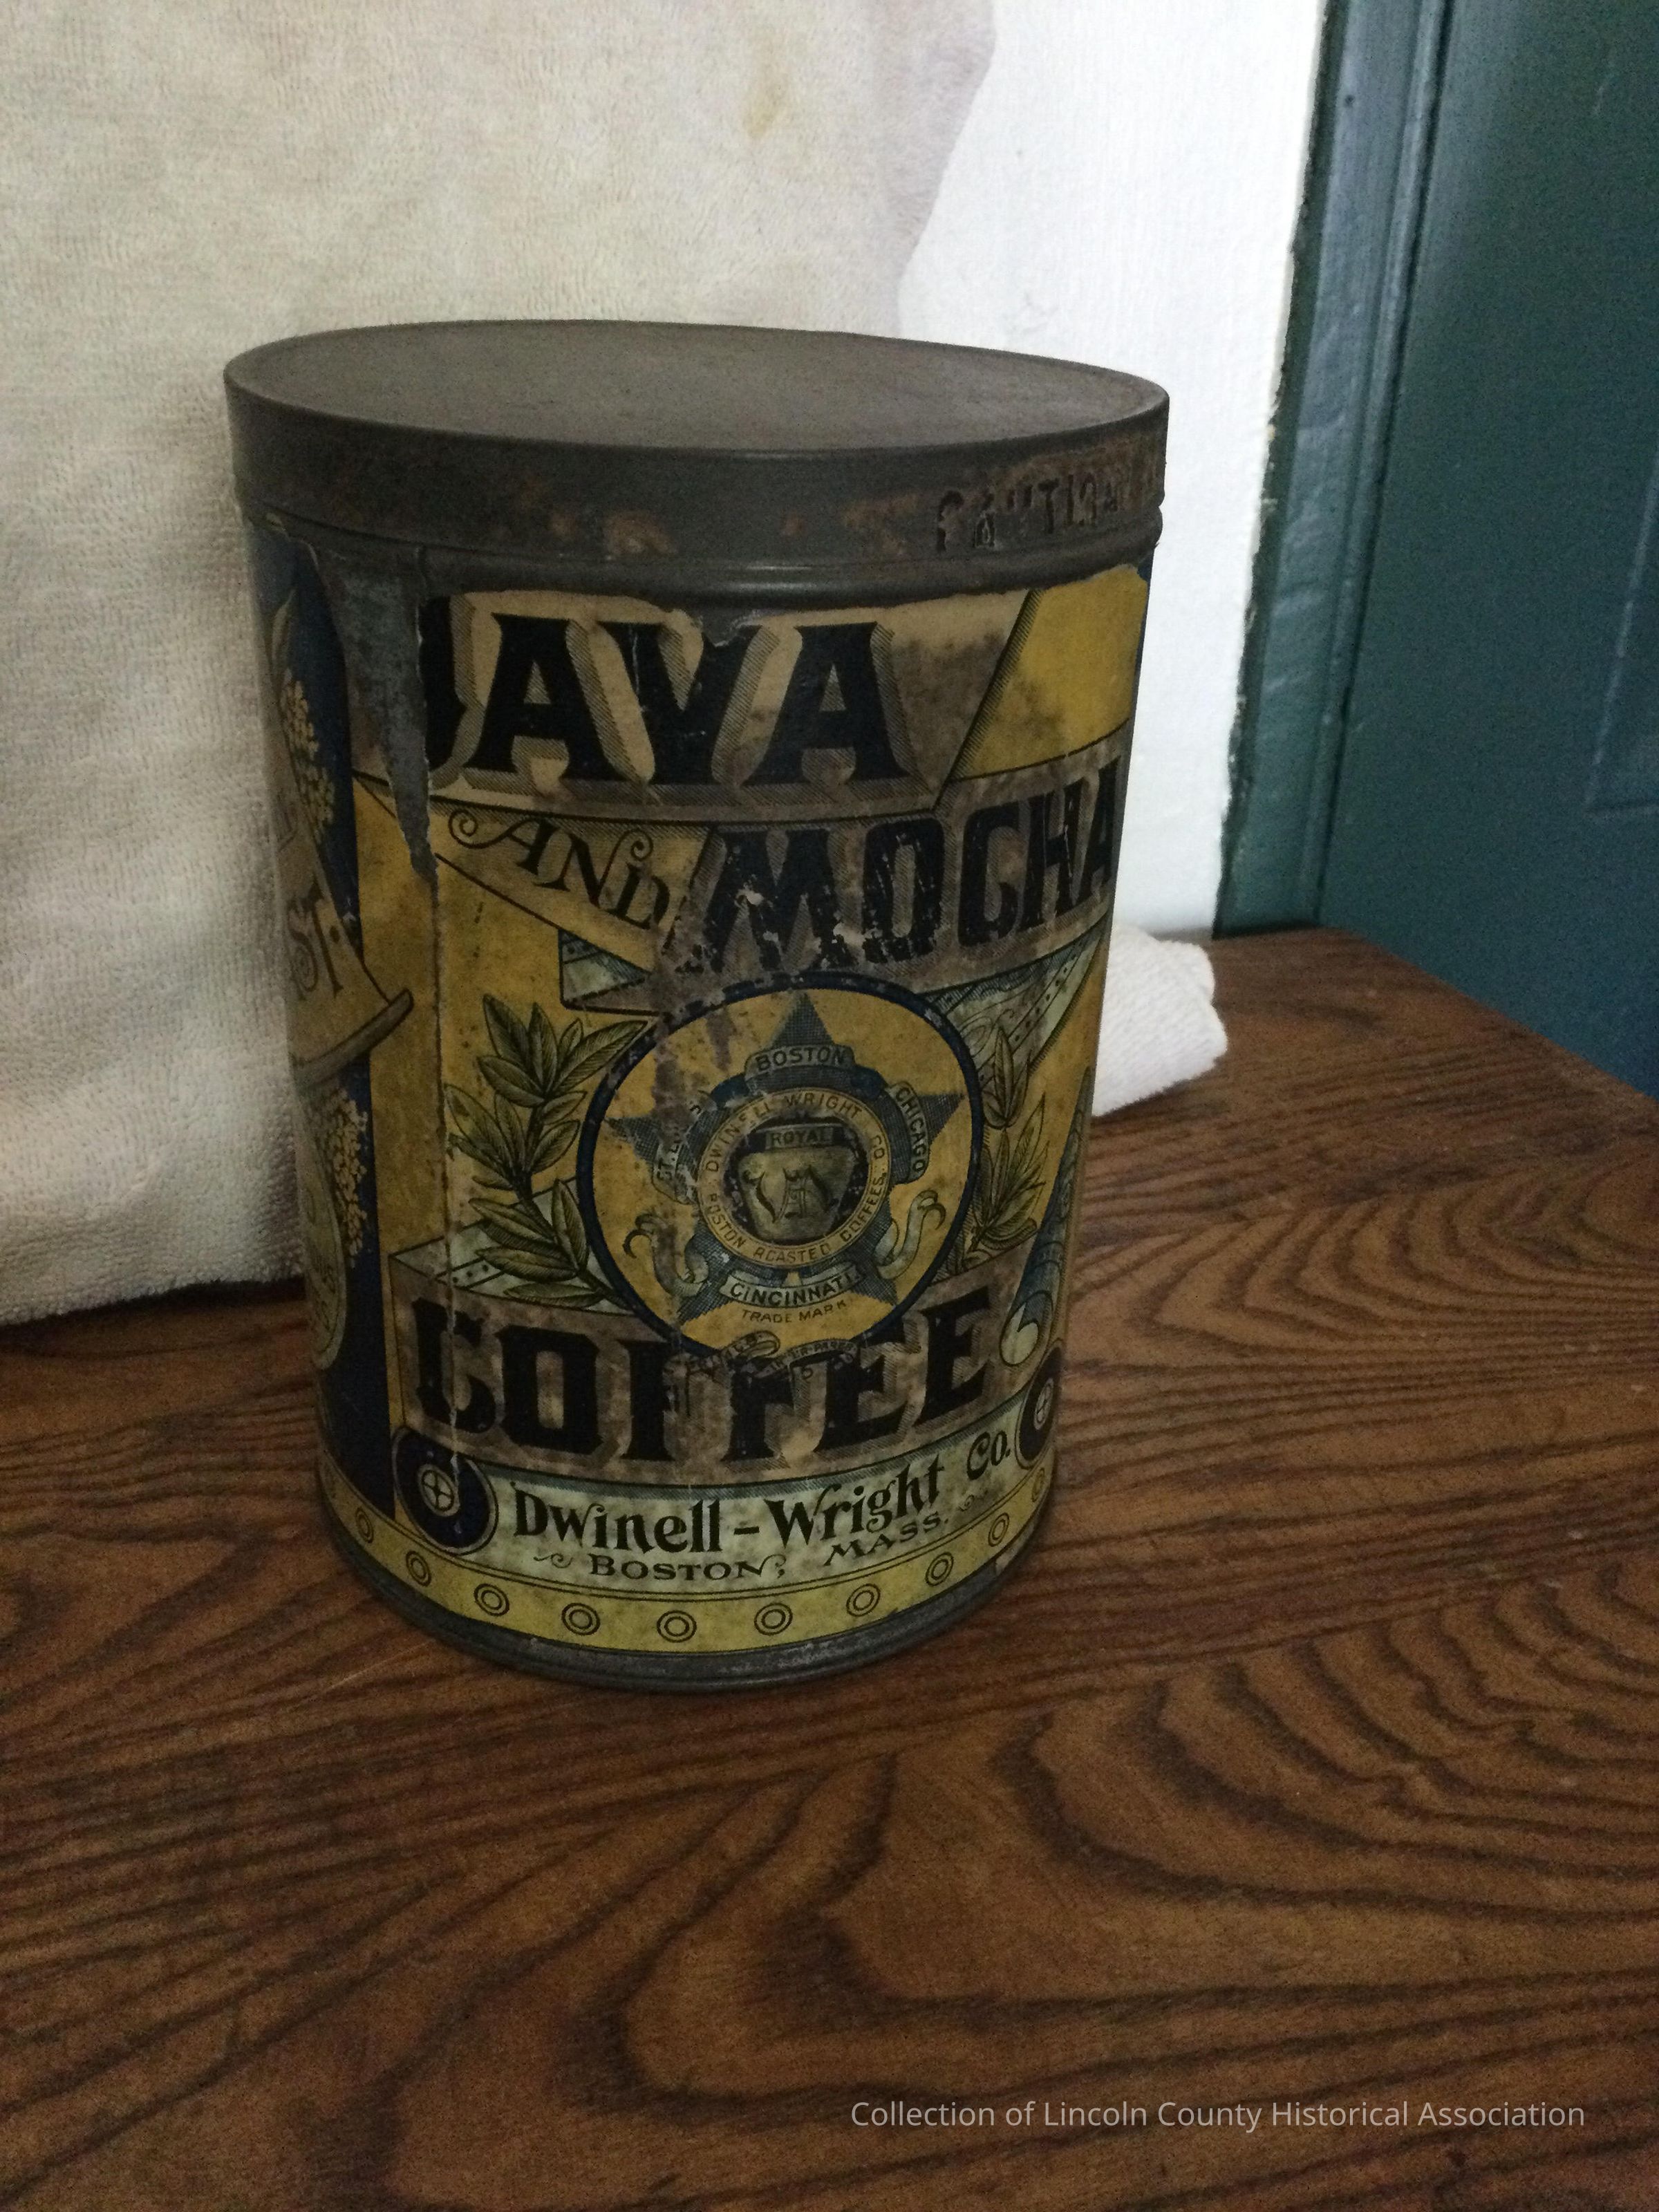 CAUTION
JAVA
AND
MOCHA
BOSTON
CHICAGO
DWINELL WRIGHT CO.
ROYAL
BOSTON ROASTED COFFEES.
CINCINNATI
TRADE MARK
COFFEE
Dwinell-Wright Co.
BOSTON, MASS.
Collection of Lincoln County Historical Association